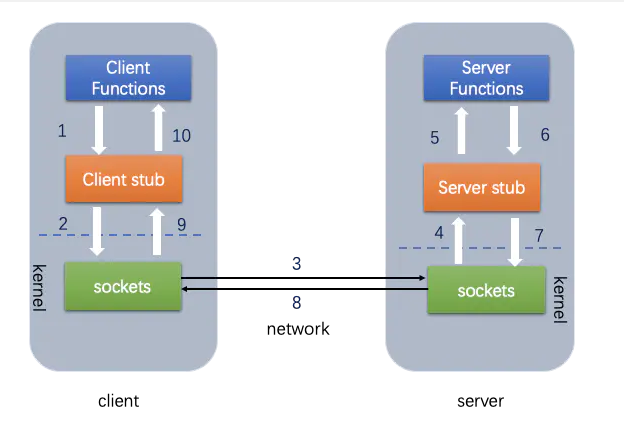 Client
Functions
Server
Functions
1
10
5
6
Client stub
Server stub
2
9
4
7
kernel
sockets
3
sockets
kernel
8
network
client
server